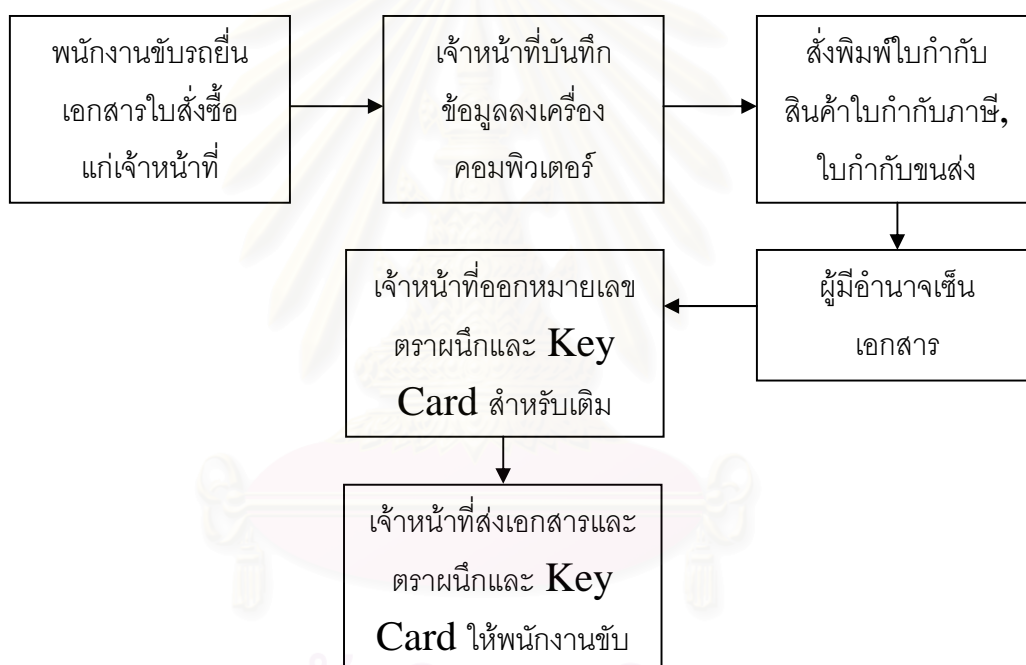 พนักงานขับรถยื่น
เอกสารใบสั่งซื้อ
แก่เจ้าหน้าที่
เจ้าหน้าที่บันทึก
ข้อมูลลงเครื่อง
คอมพิวเตอร์
สั่งพิมพ์ใบกำกับ
สินค้าใบกำกับภาษี,
ใบกำกับขนส่ง
ผู้มีอำนาจเซ็น
เอกสาร
เจ้าหน้าที่ออกหมายเลข
ตราผนึกและ Key
Card สำหรับเติม
เจ้าหน้าที่ส่งเอกสารและ
ตราผนึกและ Key
Card ให้พนักงานขับ